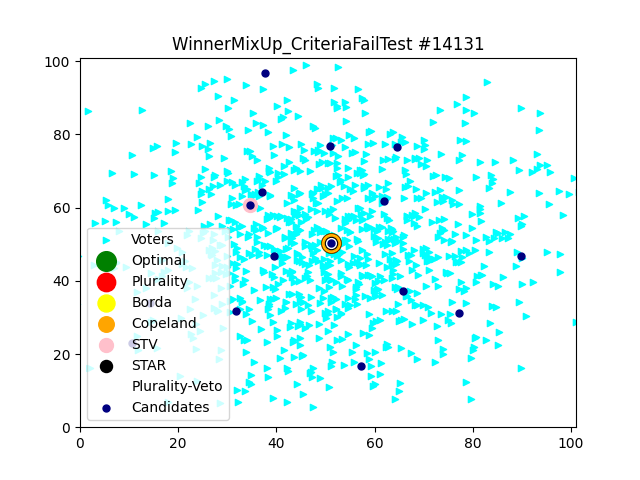 WinnerMixUp_CriteriaFailTest #14131
100
80
60
40
20
0
Voters
Optimal
Plurality
Borda
Copeland
STV
STAR
Plurality-Veto
Candidates
0 20 40 60 80 100